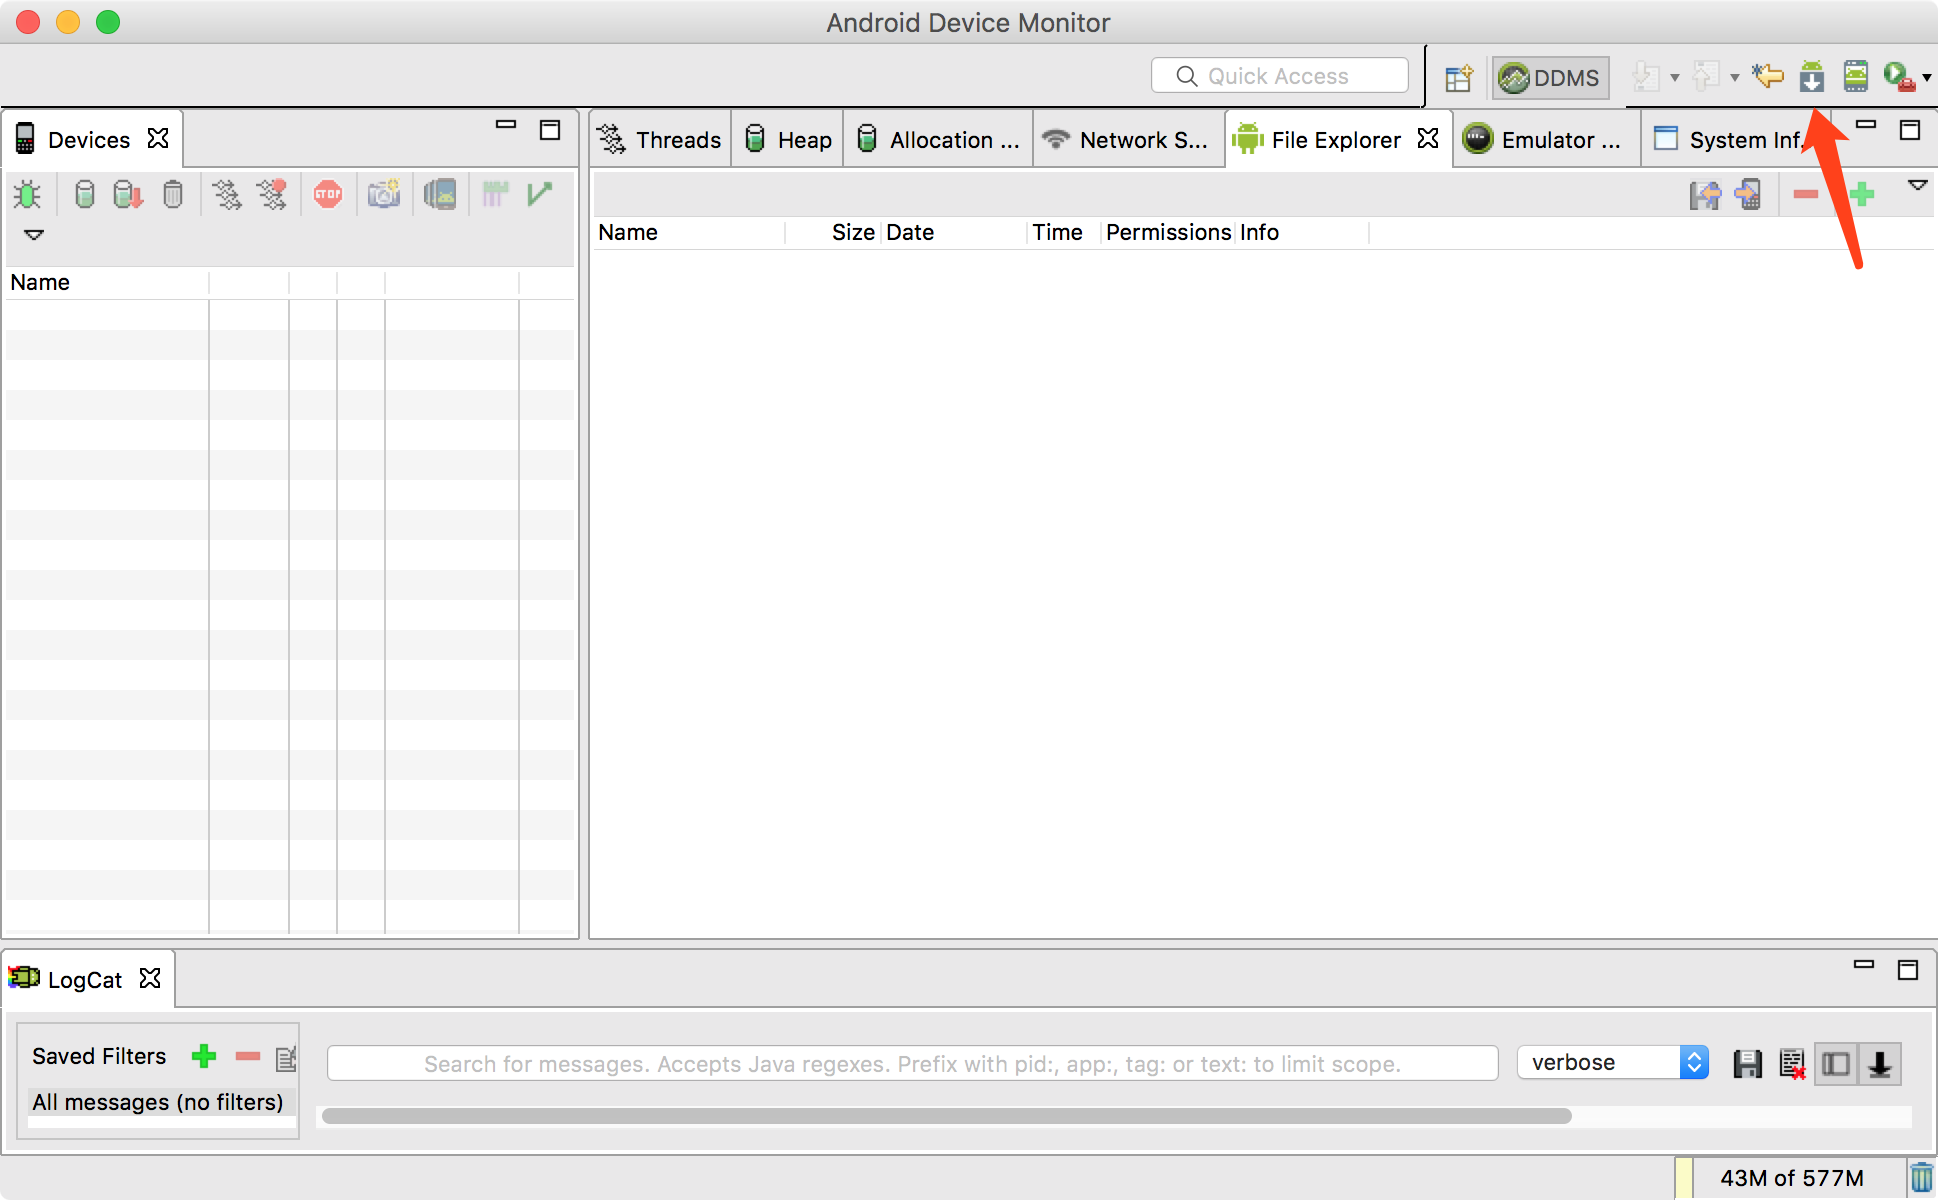 Android Device Monitor
Quick Access
DDMS
Devices
Threads
Heap
Allocation ...
Network S...
File Explorer
Emulator ...
System Inf...
STOP
Name
Size
Date
Time
Permissions
Info
Name
LogCat
Saved Filters
All messages (no filters)
Search for messages. Accepts Java regexes. Prefix with pid:, app:, tag: or text: to limit scope.
verbose
43M of 577M